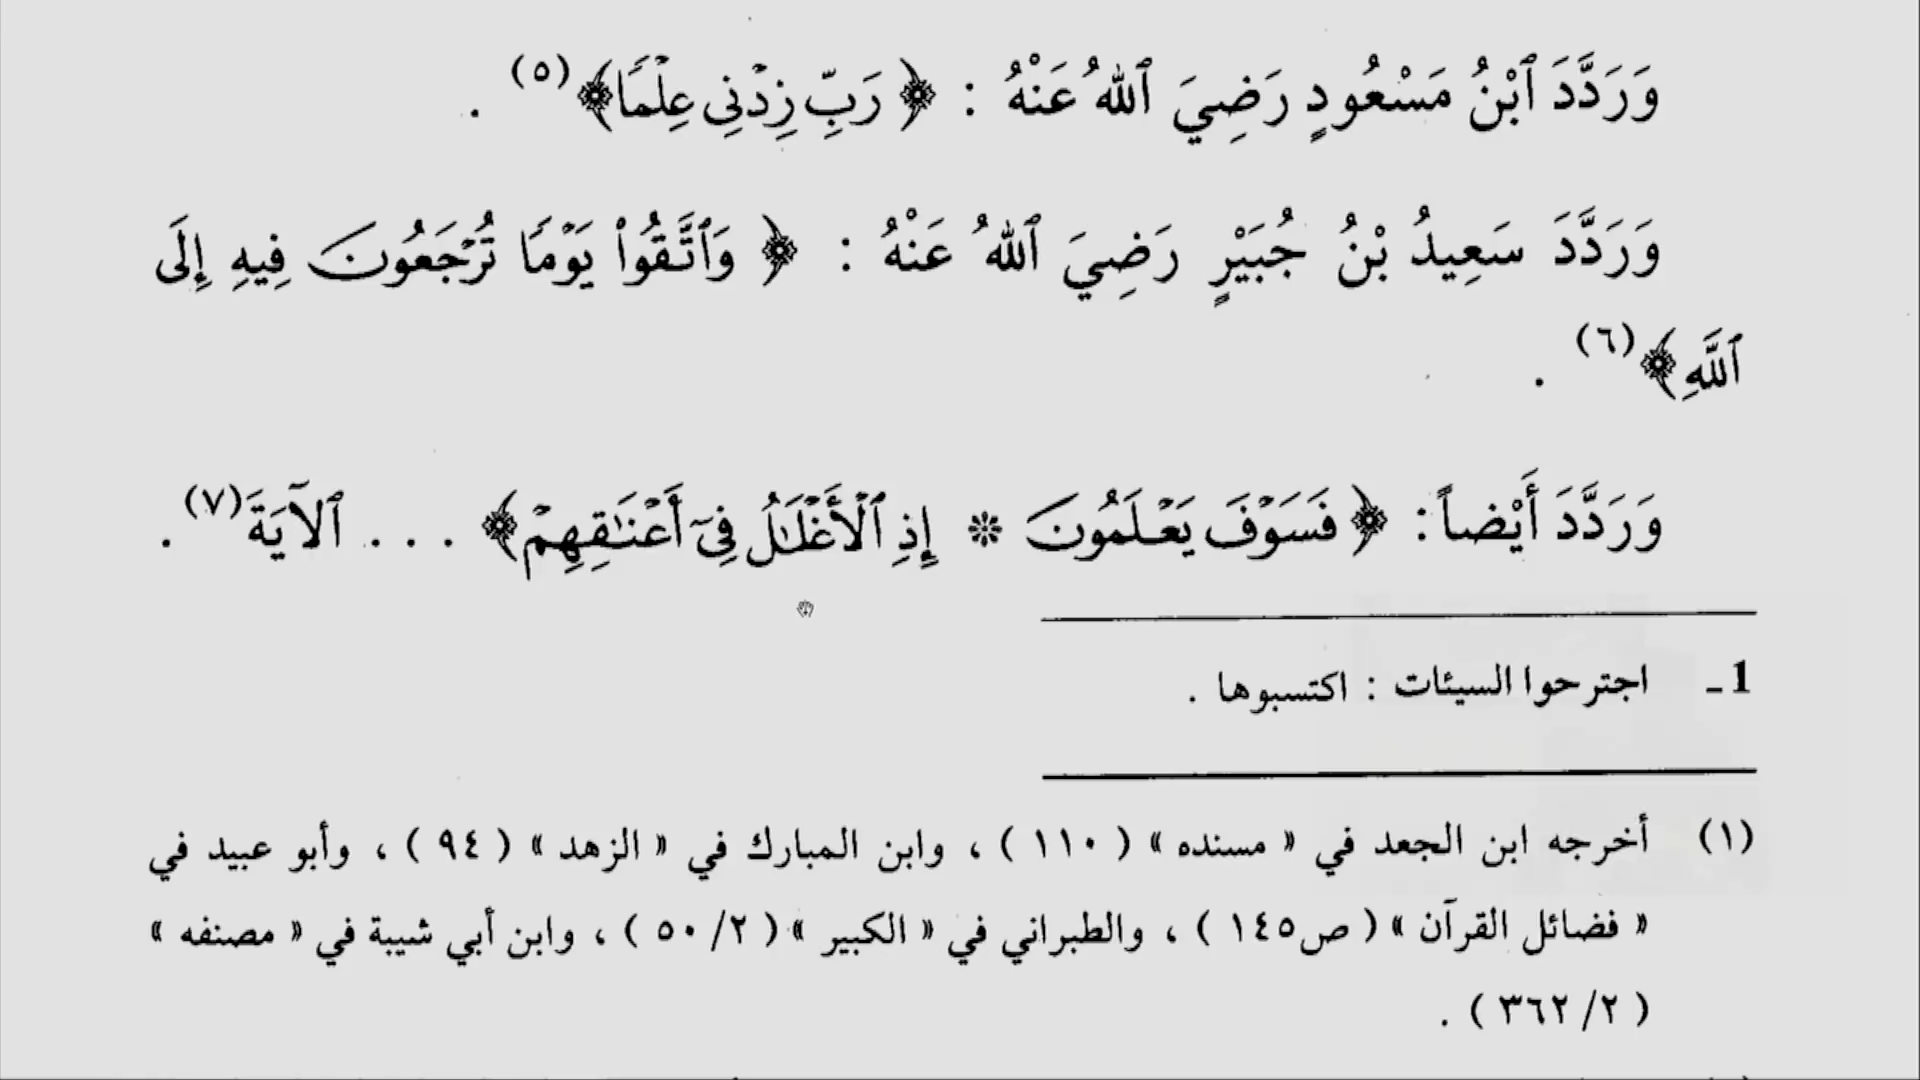 وَرَدَّدَ ٱبْنُ مَسْعُودٍ رَضِيَ ٱللهُ عَنْهُ : ﴿ رَبِّ زِدْنِى عِلْمًا﴾(٥) .
وَرَدَّدَ سَعِيدُ بْنُ جُبَيْرٍ رَضِيَ ٱللهُ عَنْهُ : ﴿ وَٱتَّقُوا۟ يَوْمًا تُرْجَعُونَ فِيهِ إِلَى
ٱللَّهِ﴾(٦) .
وَرَدَّدَ أَيْضاً : ﴿ فَسَوْفَ يَعْلَمُونَ * إِذِ ٱلْأَغْلَٰلُ فِىٓ أَعْنَٰقِهِمْ﴾ . . . ٱلآيَةَ(٧) .
1- اجترحوا السيئات : اكتسبوها .
(١) أخرجه ابن الجعد في « مسنده » ( ١١٠ ) ، وابن المبارك في « الزهد » ( ٩٤ ) ، وأبو عبيد في
« فضائل القرآن » ( ص١٤٥ ) ، والطبراني في « الكبير » ( ٥٠/٢ ) ، وابن أبي شيبة في « مصنفه »
( ٣٦٢/٢ ) .